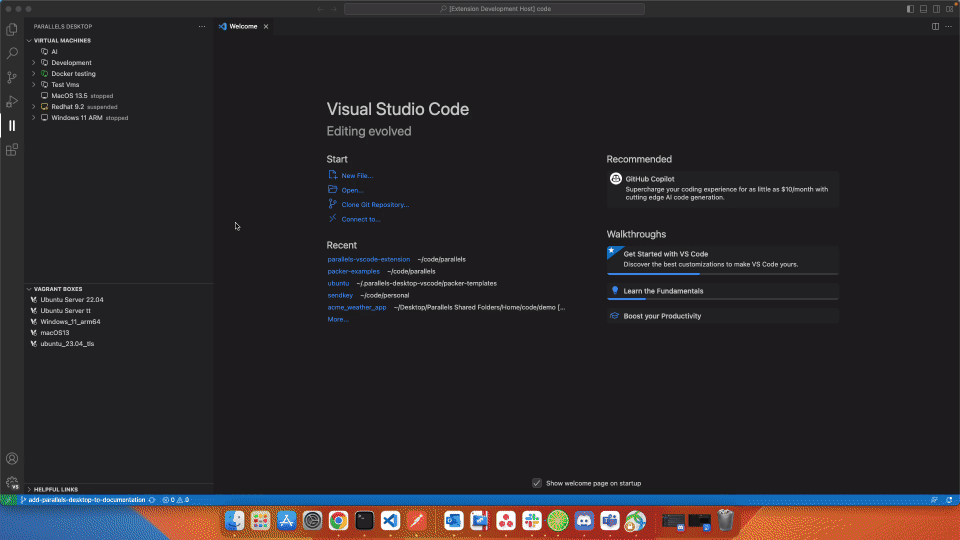 [Extension Development Host] code
PARALLELS DESKTOP
Welcome
VIRTUAL MACHINES
AI
Development
Docker testing
Test Vms
MacOS 13.5 stopped
Redhat 9.2 suspended
Windows 11 ARM stopped
Visual Studio Code
Editing evolved
Start
New File...
Open...
Clone Git Repository...
Connect to...
Recent
parallels-vscode-extension ~/code/parallels
packer-examples ~/code/parallels
ubuntu ~/.parallels-desktop-vscode/packer-templates
sendkey ~/code/personal
acme_weather_app ~/Desktop/Parallels Shared Folders/Home/code/demo [...
More...
Recommended
GitHub Copilot
Supercharge your coding experience for as little as $10/month with
cutting edge AI code generation.
Walkthroughs
Get Started with VS Code
Discover the best customizations to make VS Code yours.
Learn the Fundamentals
Boost your Productivity
VAGRANT BOXES
Ubuntu Server 22.04
Ubuntu Server tt
Windows_11_arm64
macOS13
ubuntu_23.04_tls
Show welcome page on startup
HELPFUL LINKS
VS
add-parallels-desktop-to-documentation 0 0